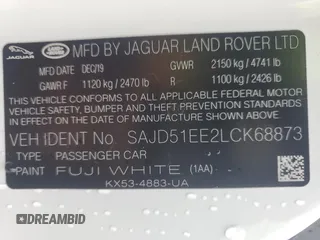 JAGUAR
LAND ROVER
MFD BY JAGUAR LAND ROVER LTD
MFD DEC/19 GVWR 2150 kg / 4741 lb
GAWR F 1120 kg / 2470 lb R 1100 kg / 2426 lb
THIS VEHICLE CONFORMS TO ALL APPLICABLE FEDERAL MOTOR
VEHICLE SAFETY, BUMPER, AND THEFT PREVENTION STANDARDS
IN EFFECT ON THE DATE OF MANUFACTURE SHOWN ABOVE.
VEH IDENT No. SAJD51EE2LCK68873
TYPE PASSENGER CAR
PAINT FUJI WHITE (1AA)
KX53-4883-UA
DREAMBID